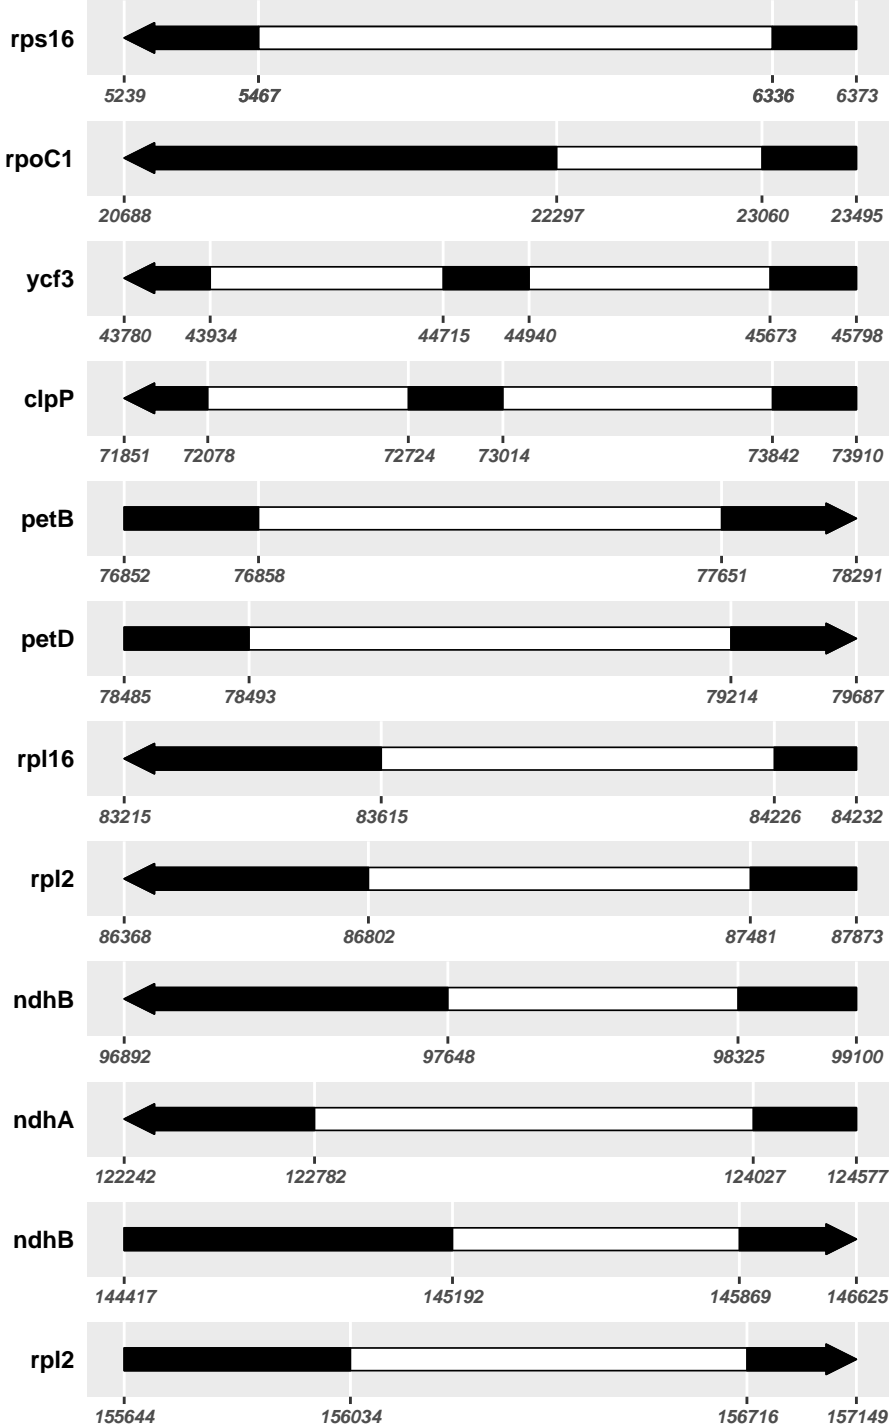 rps16
5239 5467 6336 6373
rpoC1
20688 22297 23060 23495
ycf3
43780 43934 44715 44940 45673 45798
clpP
71851 72078 72724 73014 73842 73910
petB
76852 76858 77651 78291
petD
78485 78493 79214 79687
rpl16
83215 83615 84226 84232
rpl2
86368 86802 87481 87873
ndhB
96892 97648 98325 99100
ndhA
122242 122782 124027 124577
ndhB
144417 145192 145869 146625
rpl2
155644 156034 156716 157149